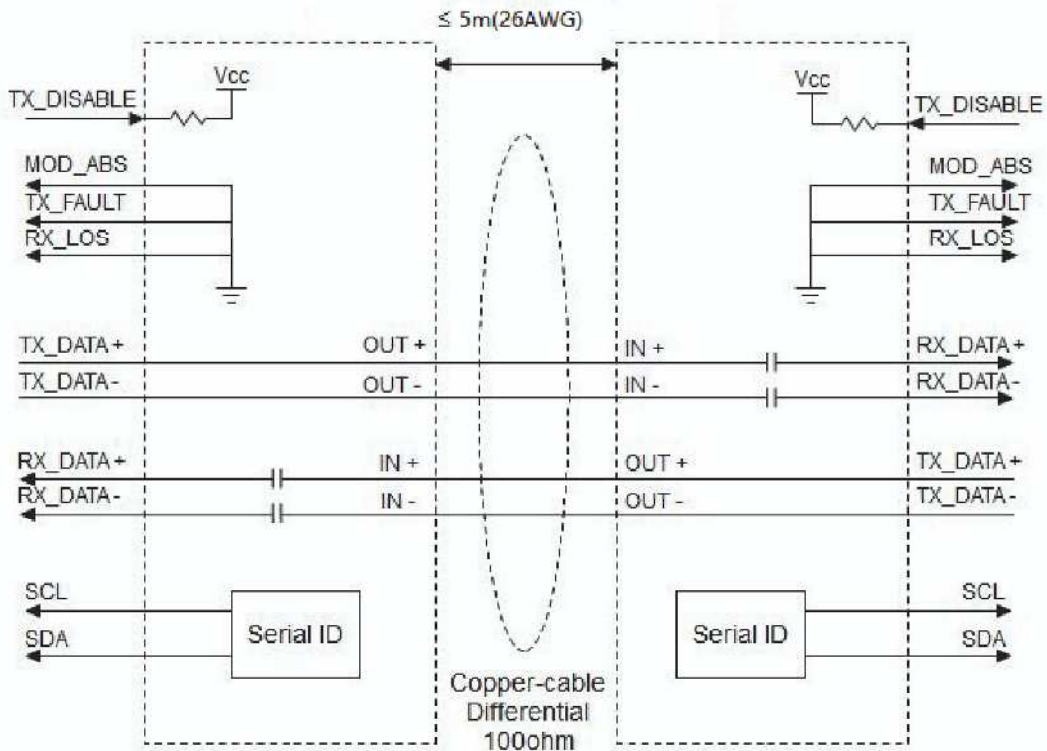 ≤ 5m(26AWG)
Vcc Vcc
TX_DISABLE TX_DISABLE
MOD_ABS MOD_ABS
TX_FAULT TX_FAULT
RX_LOS RX_LOS
TX_DATA+ OUT + IN + RX_DATA+
TX_DATA- OUT - IN - RX_DATA-
RX_DATA+ IN + OUT + TX_DATA+
RX_DATA- IN - OUT - TX_DATA-
SCL SCL
Serial ID Serial ID
SDA SDA
Copper-cable
Differential
100ohm